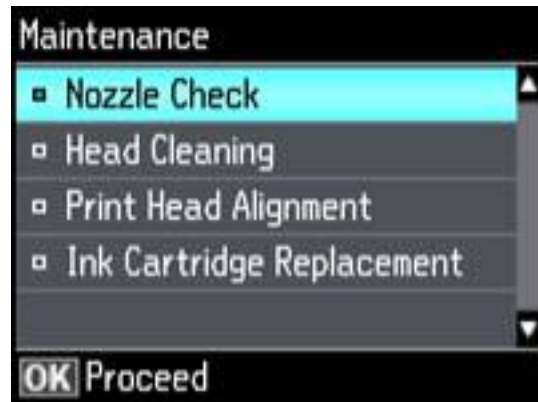 Maintenance
Nozzle Check
Head Cleaning
Print Head Alignment
Ink Cartridge Replacement
OK Proceed